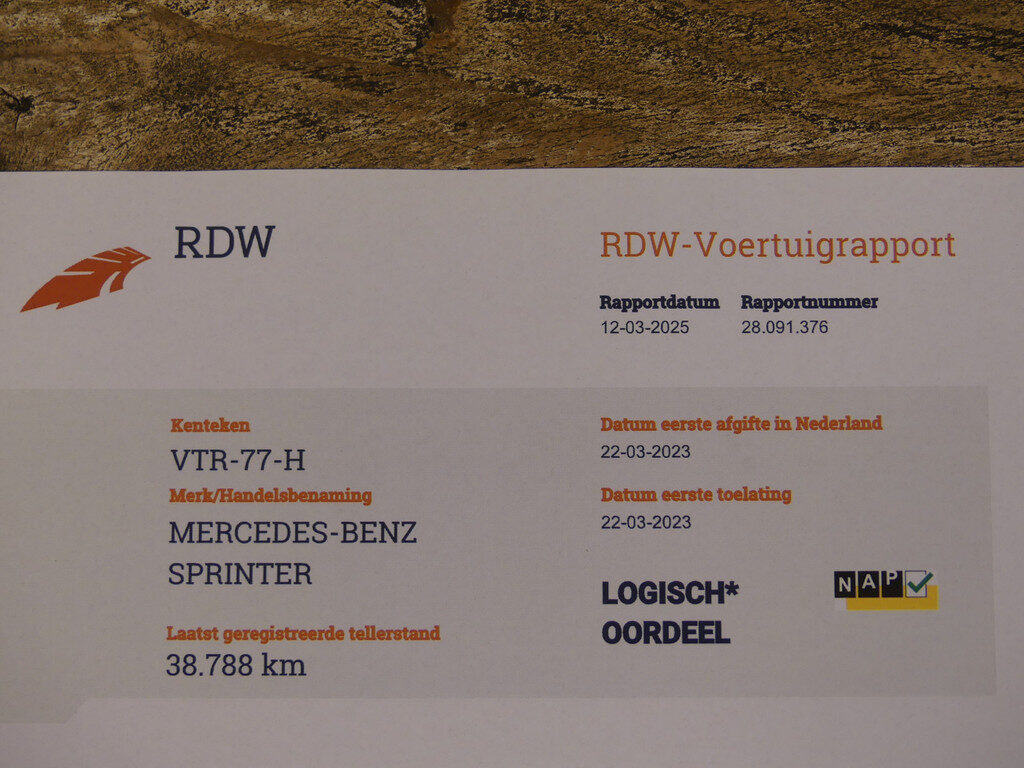 RDW
RDW-Voertuigrapport
Rapportdatum Rapportnummer
12-03-2025 28.091.376
Kenteken
VTR-77-H
Merk/Handelsbenaming
MERCEDES-BENZ
SPRINTER
Laatst geregistreerde tellerstand
38.788 km
Datum eerste afgifte in Nederland
22-03-2023
Datum eerste toelating
22-03-2023
LOGISCH*
OORDEEL
NAP